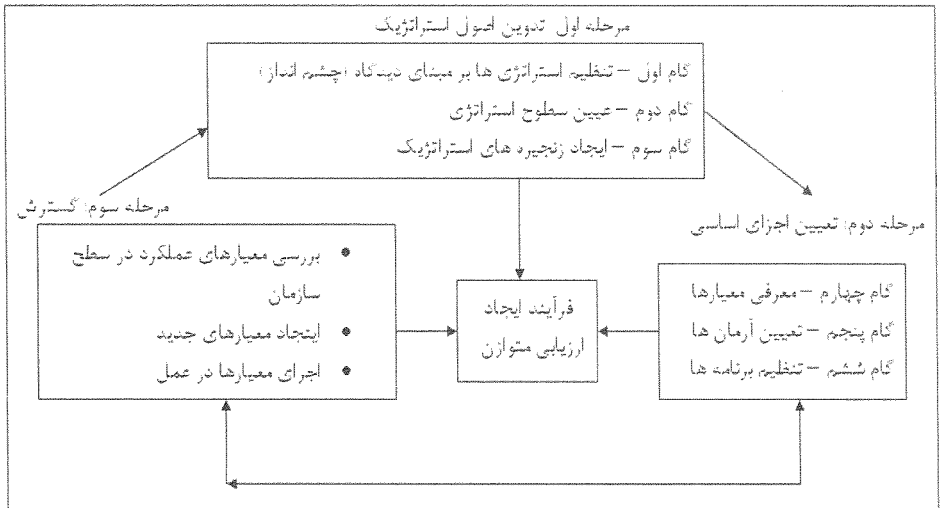 مرحله اول تدوین اصول استراتژیک
گام اول – تنظیم استراتژی ها بر مبنای دیدگاه (چشم انداز)
گام دوم – عیین سطوح استراتژی
گام سوم – ایجاد زنجیره های استراتژیک
مرحله دوم: تعیین اجزای اساسی
گام چهارم – معرفی معیارها
گام پنجم – تعیین آرمان ها
گام ششم – تنظیم برنامه ها
فرآیند ایجاد
ارزیابی متوازن
مرحله سوم: گسترش
• بررسی معیارهای عملکرد در سطح
سازمان
• ایجاد معیارهای جدید
• اجرای معیارها در عمل